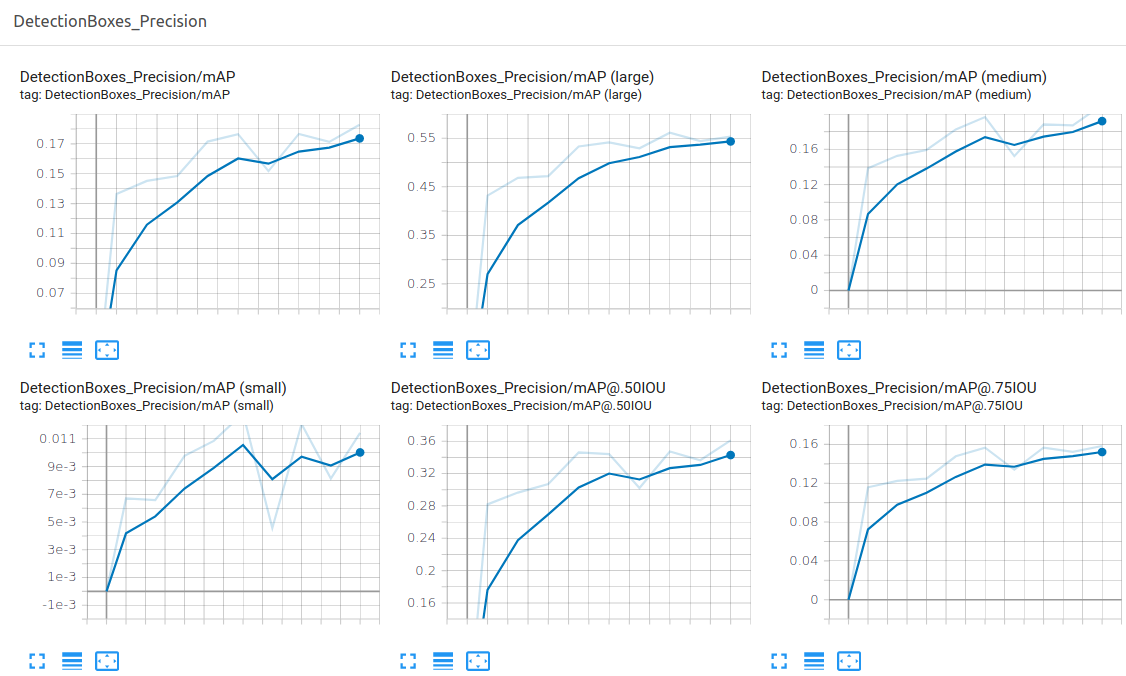 DetectionBoxes_Precision
DetectionBoxes_Precision/mAP
tag: DetectionBoxes_Precision/mAP
0.17
0.15
0.13
0.11
0.09
0.07
DetectionBoxes_Precision/mAP (large)
tag: DetectionBoxes_Precision/mAP (large)
0.55
0.45
0.35
0.25
DetectionBoxes_Precision/mAP (medium)
tag: DetectionBoxes_Precision/mAP (medium)
0.16
0.12
0.08
0.04
0
DetectionBoxes_Precision/mAP (small)
tag: DetectionBoxes_Precision/mAP (small)
0.011
9e-3
7e-3
5e-3
3e-3
1e-3
-1e-3
DetectionBoxes_Precision/mAP@.50IOU
tag: DetectionBoxes_Precision/mAP@.50IOU
0.36
0.32
0.28
0.24
0.2
0.16
DetectionBoxes_Precision/mAP@.75IOU
tag: DetectionBoxes_Precision/mAP@.75IOU
0.16
0.12
0.08
0.04
0